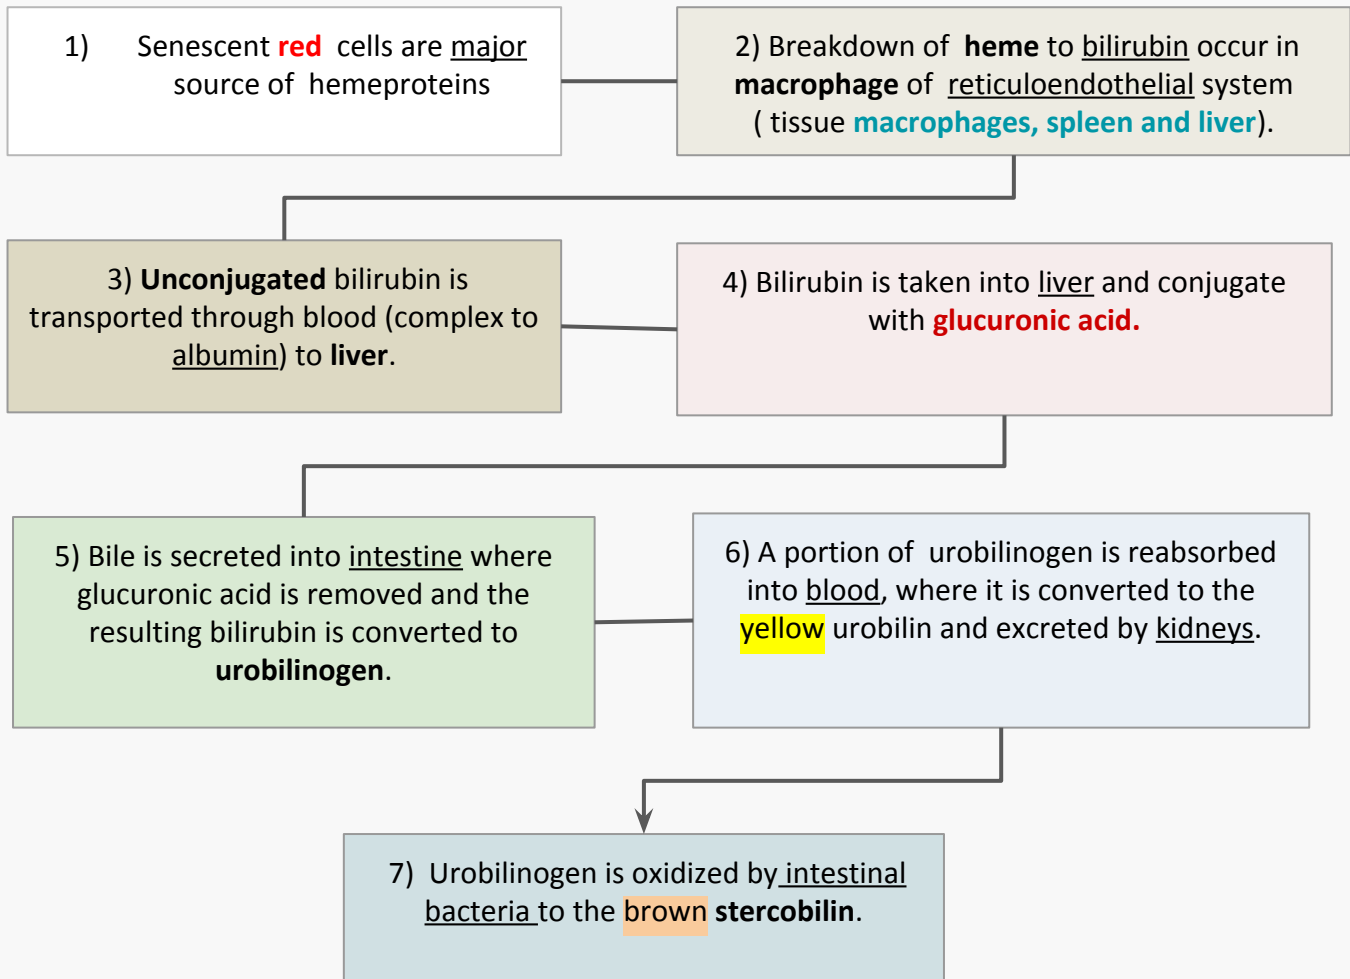 1) Senescent red cells are major
source of hemeproteins
2) Breakdown of heme to bilirubin occur in
macrophage of reticuloendothelial system
( tissue macrophages, spleen and liver).
3) Unconjugated bilirubin is
transported through blood (complex to
albumin) to liver.
4) Bilirubin is taken into liver and conjugate
with glucuronic acid.
5) Bile is secreted into intestine where
glucuronic acid is removed and the
resulting bilirubin is converted to
urobilinogen.
6) A portion of urobilinogen is reabsorbed
into blood, where it is converted to the
yellow urobilin and excreted by kidneys.
7) Urobilinogen is oxidized by intestinal
bacteria to the brown stercobilin.